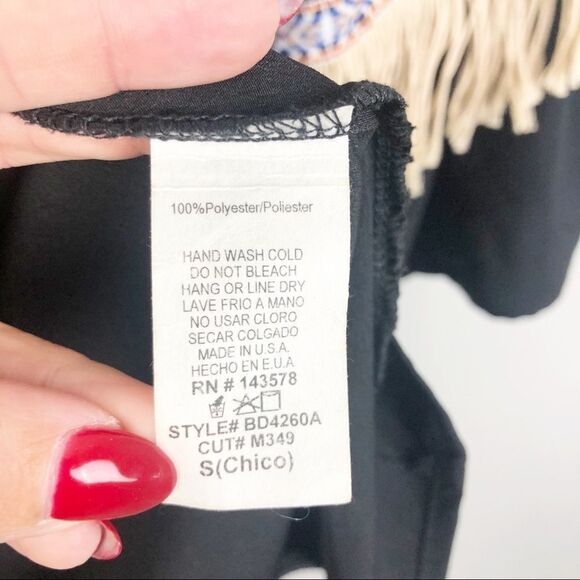 100%Polyester/Poliester
HAND WASH COLD
DO NOT BLEACH
HANG OR LINE DRY
LAVE FRIO A MANO
NO USAR CLORO
SECAR COLGADO
MADE IN U.S.A.
HECHO EN E.U.A
RN # 143578
STYLE# BD4260A
CUT# M349
S(Chico)